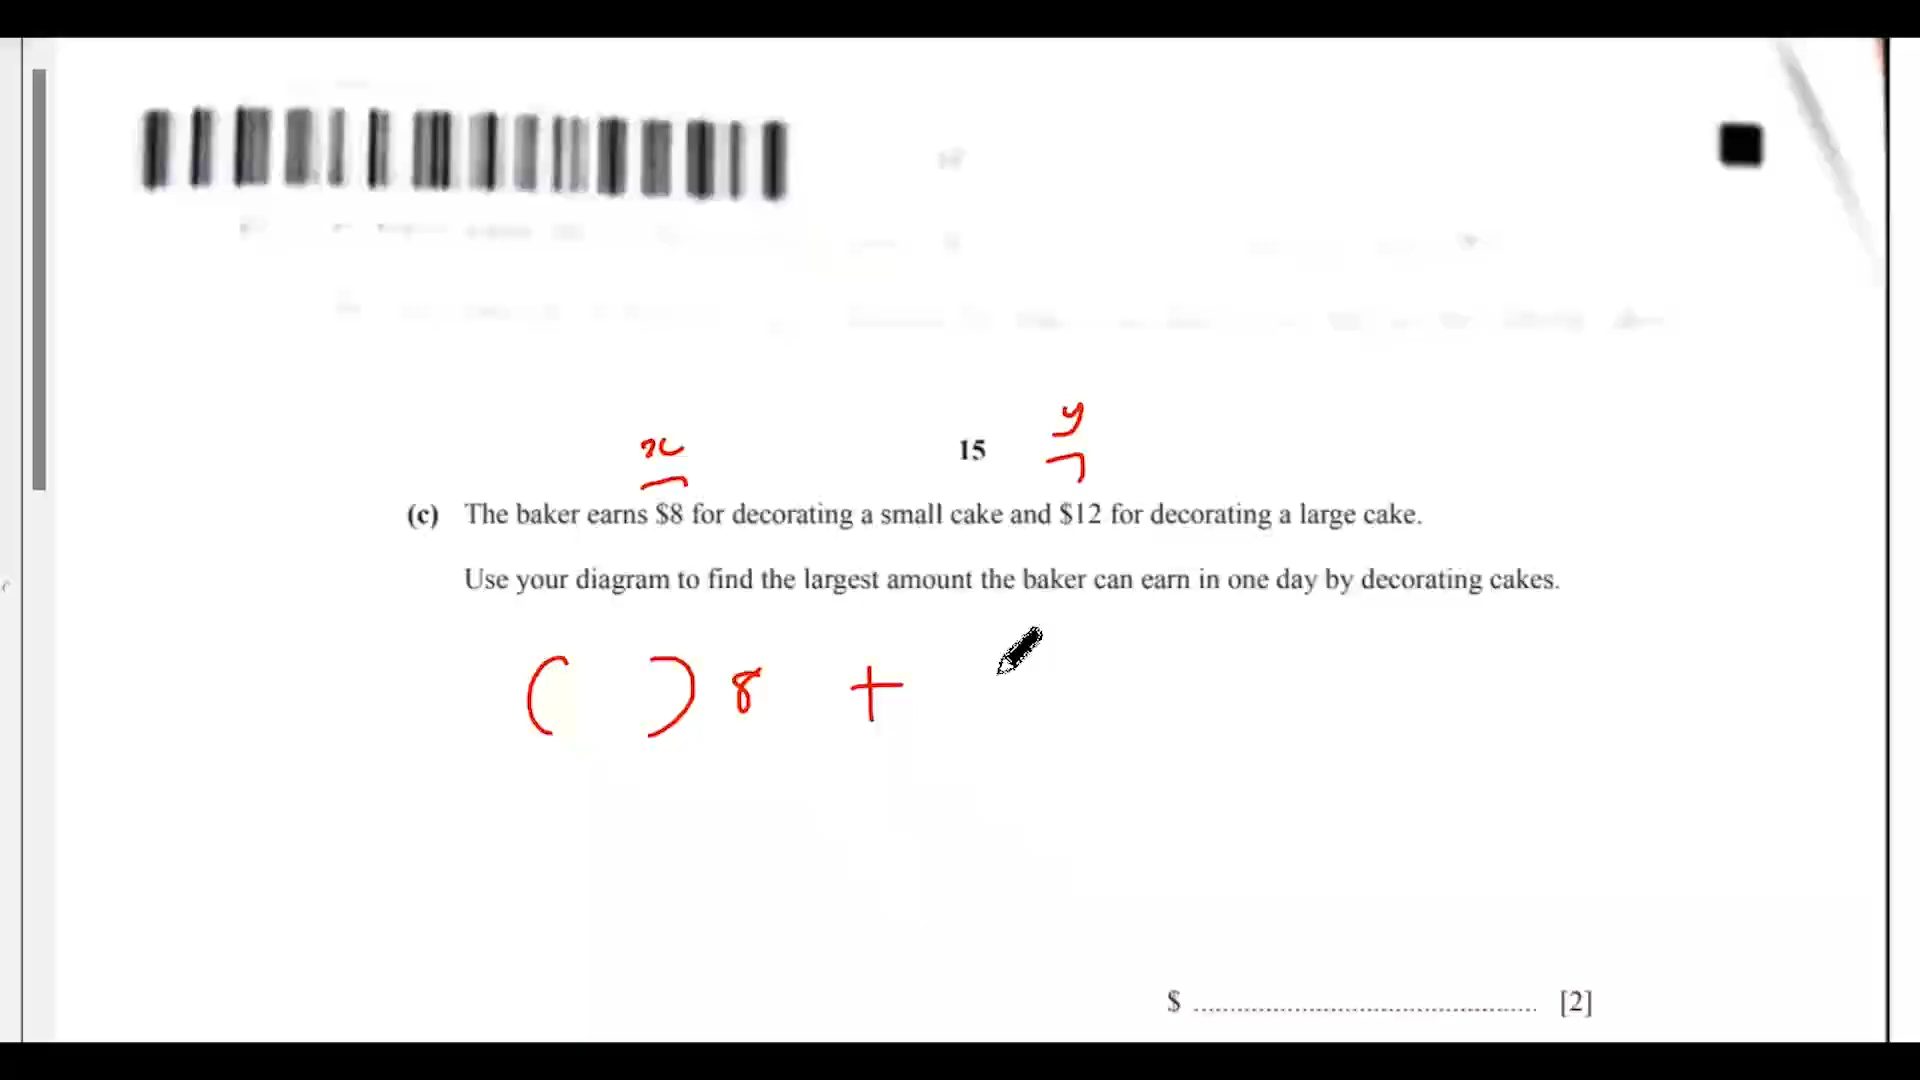 y
x
15
(c) The baker earns $8 for decorating a small cake and $12 for decorating a large cake.
Use your diagram to find the largest amount the baker can earn in one day by decorating cakes.
( ) 8 +
$ ........................................ [2]